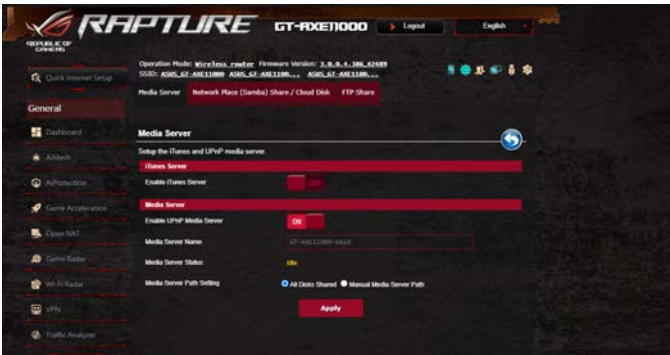 RAPTURE GT-AXE11000 Logout English
REPUBLIC OF
GAMERS
Operation Mode: Wireless router Firmware Version: 3.0.0.4.386_42489
SSID: ASUS_GT-AXE11000 ASUS_GT-AXE1100... ASUS_GT-AXE1100...
Quick Internet Setup
Media Server Network Place (Samba) Share / Cloud Disk FTP Share
General
Dashboard
Media Server
Setup the iTunes and UPnP media server.
AiMesh
iTunes Server
Enable iTunes Server OFF
AiProtection
Media Server
Game Acceleration
Enable UPnP Media Server ON
Open NAT
Media Server Name
Game Radar
Media Server Status Idle
Wi-Fi Radar
Media Server Path Setting All Disks Shared Manual Media Server Path
VPN
Apply
Traffic Analyzer